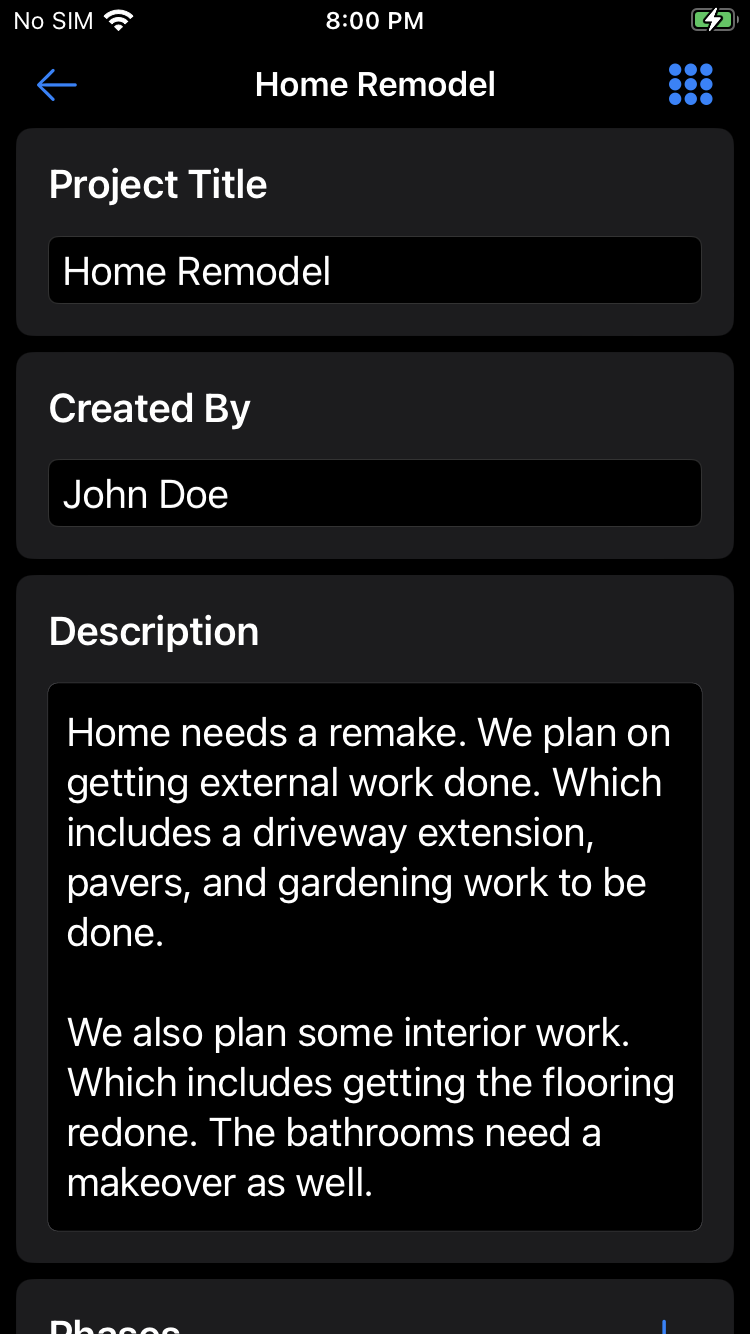 No SIM 8:00 PM
Home Remodel
Project Title
Home Remodel
Created By
John Doe
Description
Home needs a remake. We plan on
getting external work done. Which
includes a driveway extension,
pavers, and gardening work to be
done.
We also plan some interior work.
Which includes getting the flooring
redone. The bathrooms need a
makeover as well.
Phases